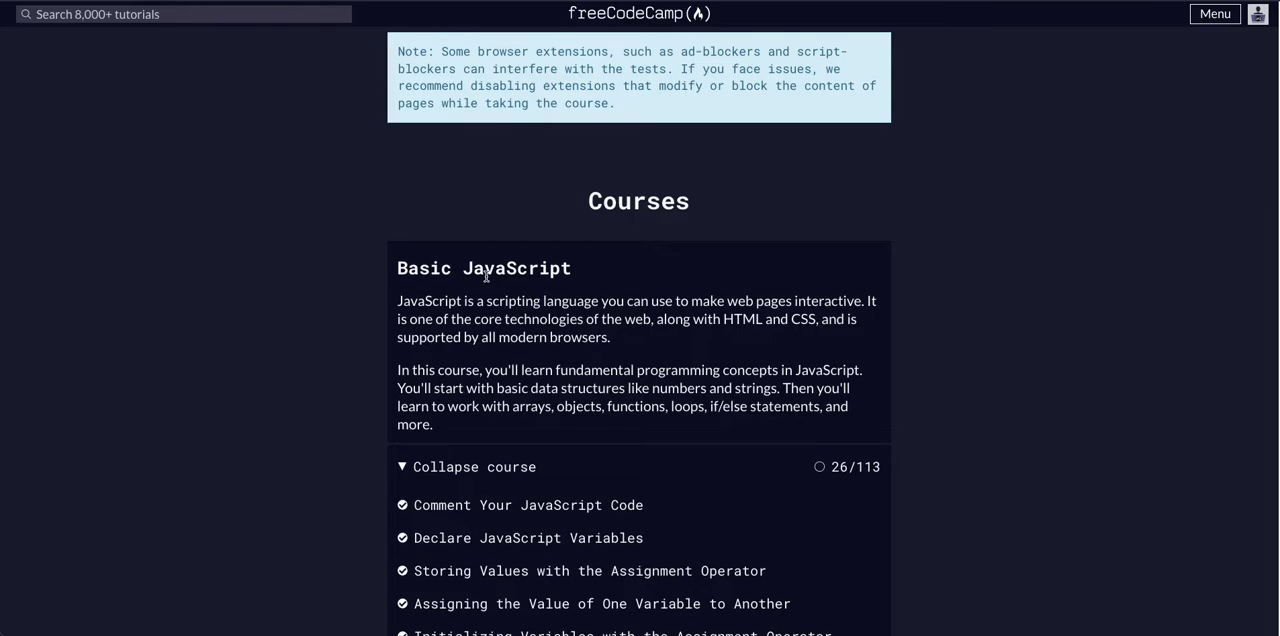 Search 8,000+ tutorials
freeCodeCamp
Menu
Note: Some browser extensions, such as ad-blockers and script-
blockers can interfere with the tests. If you face issues, we
recommend disabling extensions that modify or block the content of
pages while taking the course.
Courses
Basic JavaScript
JavaScript is a scripting language you can use to make web pages interactive. It
is one of the core technologies of the web, along with HTML and CSS, and is
supported by all modern browsers.
In this course, you'll learn fundamental programming concepts in JavaScript.
You'll start with basic data structures like numbers and strings. Then you'll
learn to work with arrays, objects, functions, loops, if/else statements, and
more.
Collapse course 26/113
Comment Your JavaScript Code
Declare JavaScript Variables
Storing Values with the Assignment Operator
Assigning the Value of One Variable to Another
Initializing Variables with the Assignment Operator